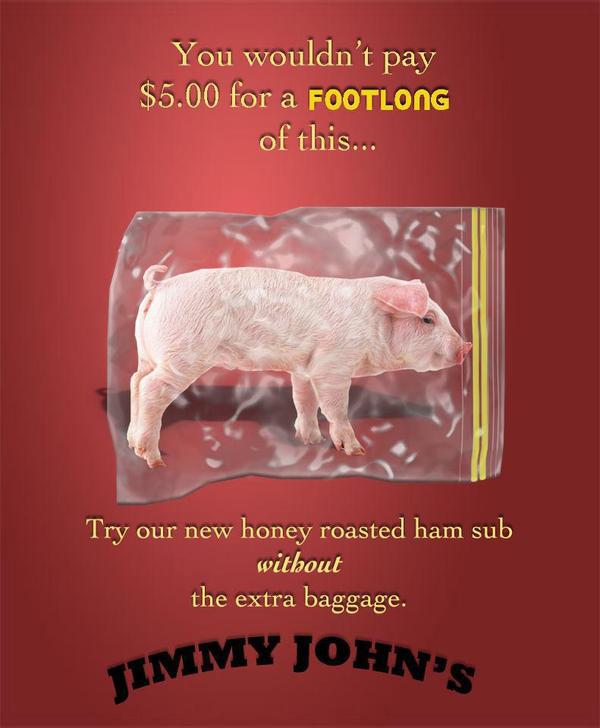 You wouldn't pay
$5.00 for a FOOTLONG
of this...
Try our new honey roasted ham sub
without
the extra baggage.
JIMMY JOHN'S